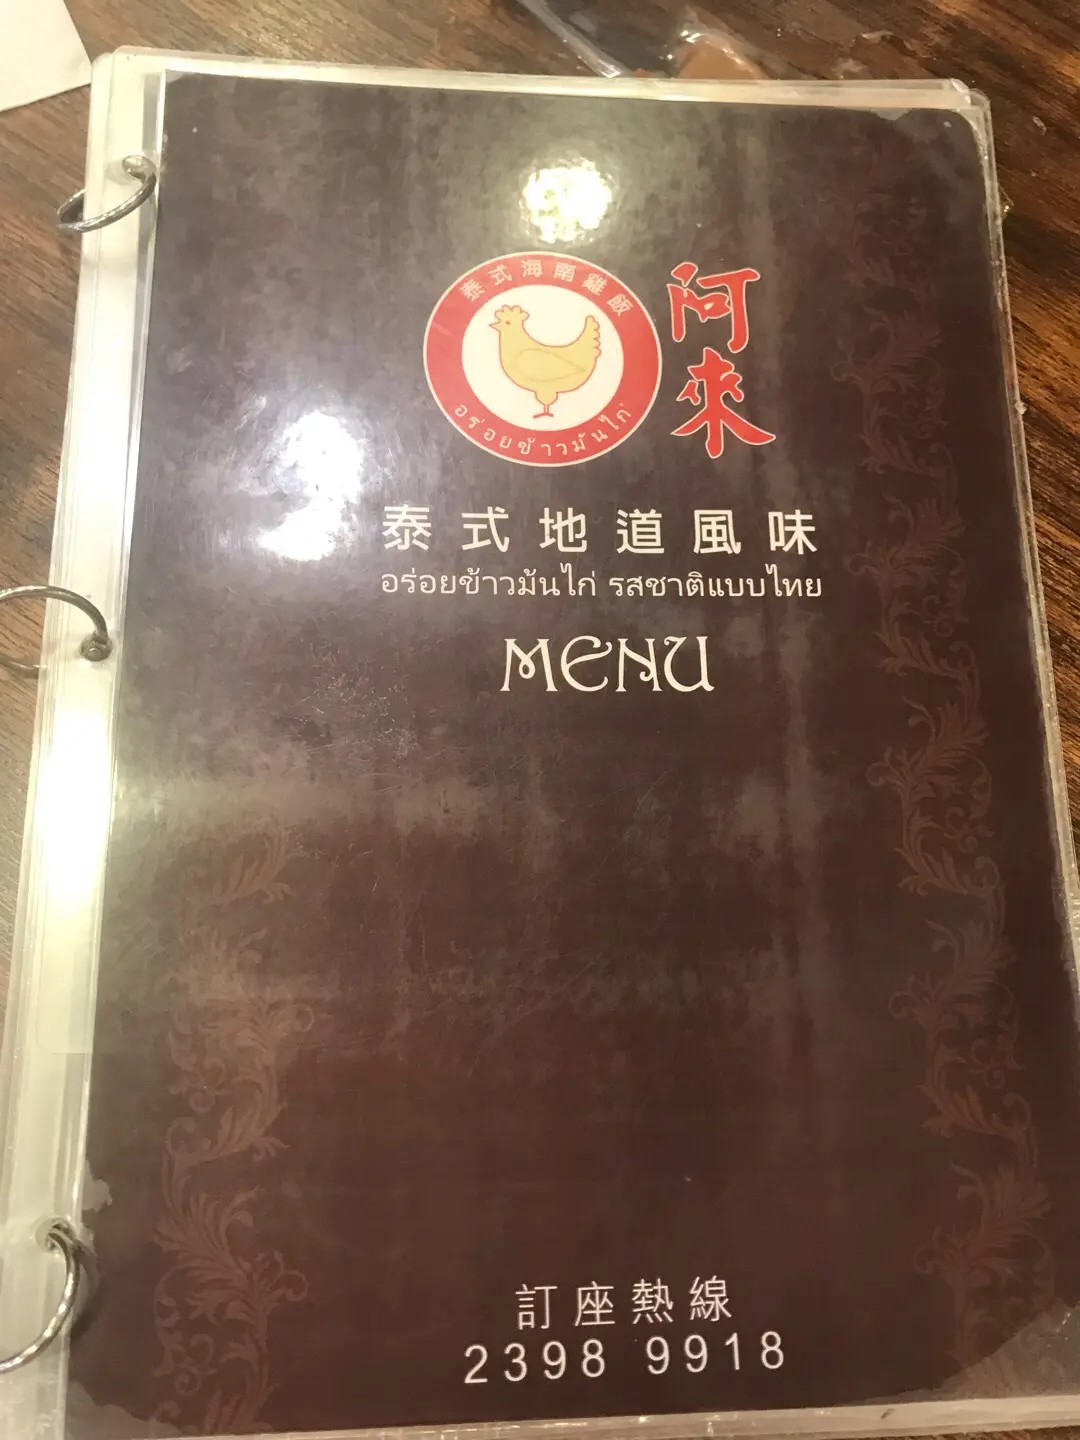 泰式海南雞飯
อร่อยข้าวมันไก่
阿來
泰式地道風味
อร่อยข้าวมันไก่ รสชาติแบบไทย
MENU
訂座熱線
2398 9918